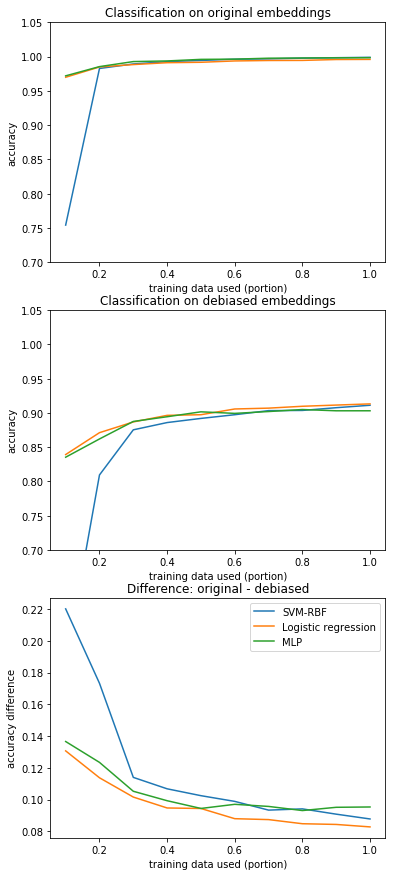 Classification on original embeddings
1.05
1.00
0.95
0.90
0.85
0.80
0.75
0.70
accuracy
0.2 0.4 0.6 0.8 1.0
training data used (portion)
Classification on debiased embeddings
1.05
1.00
0.95
0.90
0.85
0.80
0.75
0.70
accuracy
0.2 0.4 0.6 0.8 1.0
training data used (portion)
Difference: original - debiased
0.22
0.20
0.18
0.16
0.14
0.12
0.10
0.08
accuracy difference
SVM-RBF
Logistic regression
MLP
0.2 0.4 0.6 0.8 1.0
training data used (portion)